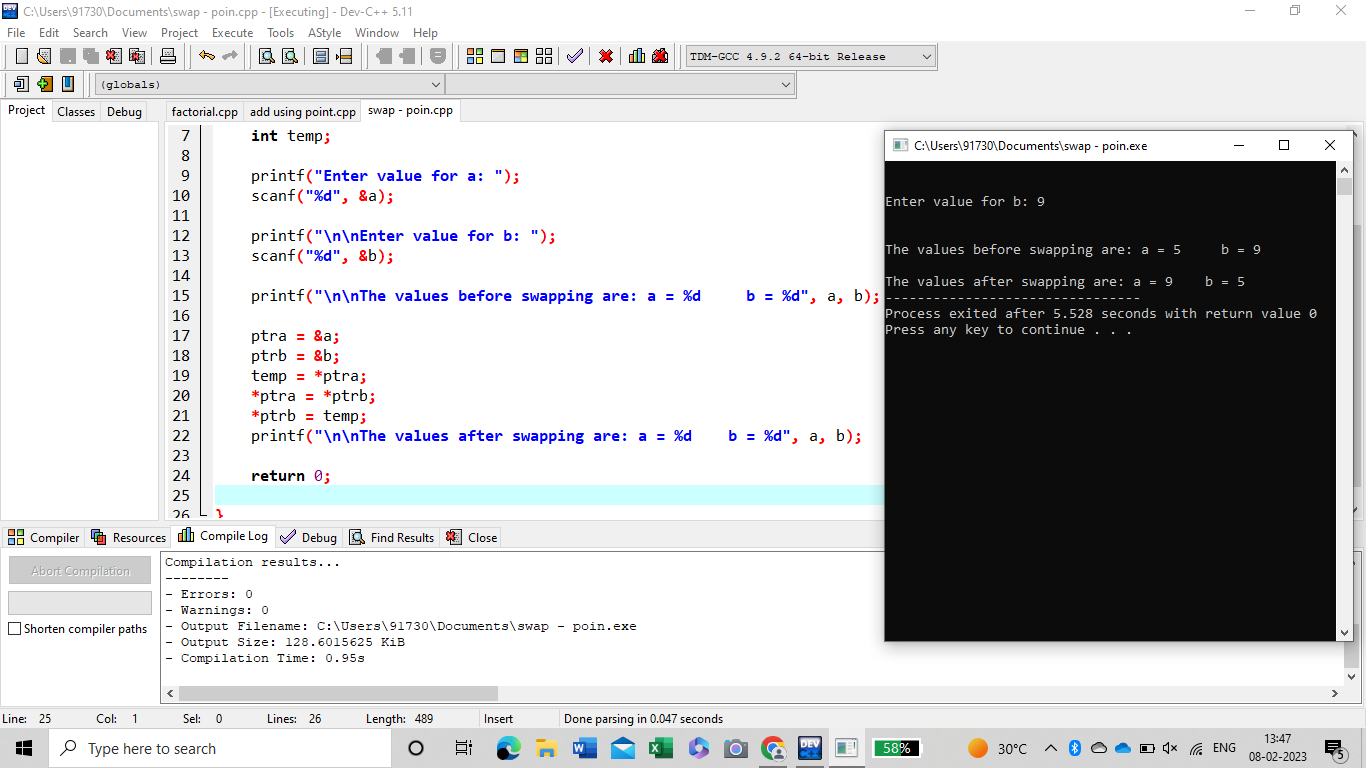 C:\Users\91730\Documents\swap - poin.cpp - [Executing] - Dev-C++ 5.11
File Edit Search View Project Execute Tools AStyle Window Help
TDM-GCC 4.9.2 64-bit Release
(globals)
Project Classes Debug
factorial.cpp add using point.cpp swap - poin.cpp
7 int temp;
8
9 printf("Enter value for a: ");
10 scanf("%d", &a);
11
12 printf("\n\nEnter value for b: ");
13 scanf("%d", &b);
14
15 printf("\n\nThe values before swapping are: a = %d     b = %d", a, b);
16
17 ptra = &a;
18 ptrb = &b;
19 temp = *ptra;
20 *ptra = *ptrb;
21 *ptrb = temp;
22 printf("\n\nThe values after swapping are: a = %d    b = %d", a, b);
23
24 return 0;
25
26 }
C:\Users\91730\Documents\swap - poin.exe
Enter value for b: 9
The values before swapping are: a = 5     b = 9
The values after swapping are: a = 9    b = 5
--------------------------------
Process exited after 5.528 seconds with return value 0
Press any key to continue . . .
Compiler Resources Compile Log Debug Find Results Close
Abort Compilation
Shorten compiler paths
Compilation results...
--------
- Errors: 0
- Warnings: 0
- Output Filename: C:\Users\91730\Documents\swap - poin.exe
- Output Size: 128.6015625 KiB
- Compilation Time: 0.95s
Line: 25 Col: 1 Sel: 0 Lines: 26 Length: 489 Insert Done parsing in 0.047 seconds
Type here to search
DEV
58%
30°C
ENG
13:47
08-02-2023
5